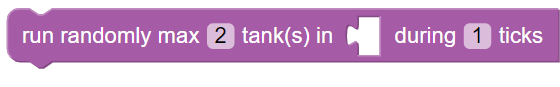 run randomly max 2 tank(s) in during 1 ticks